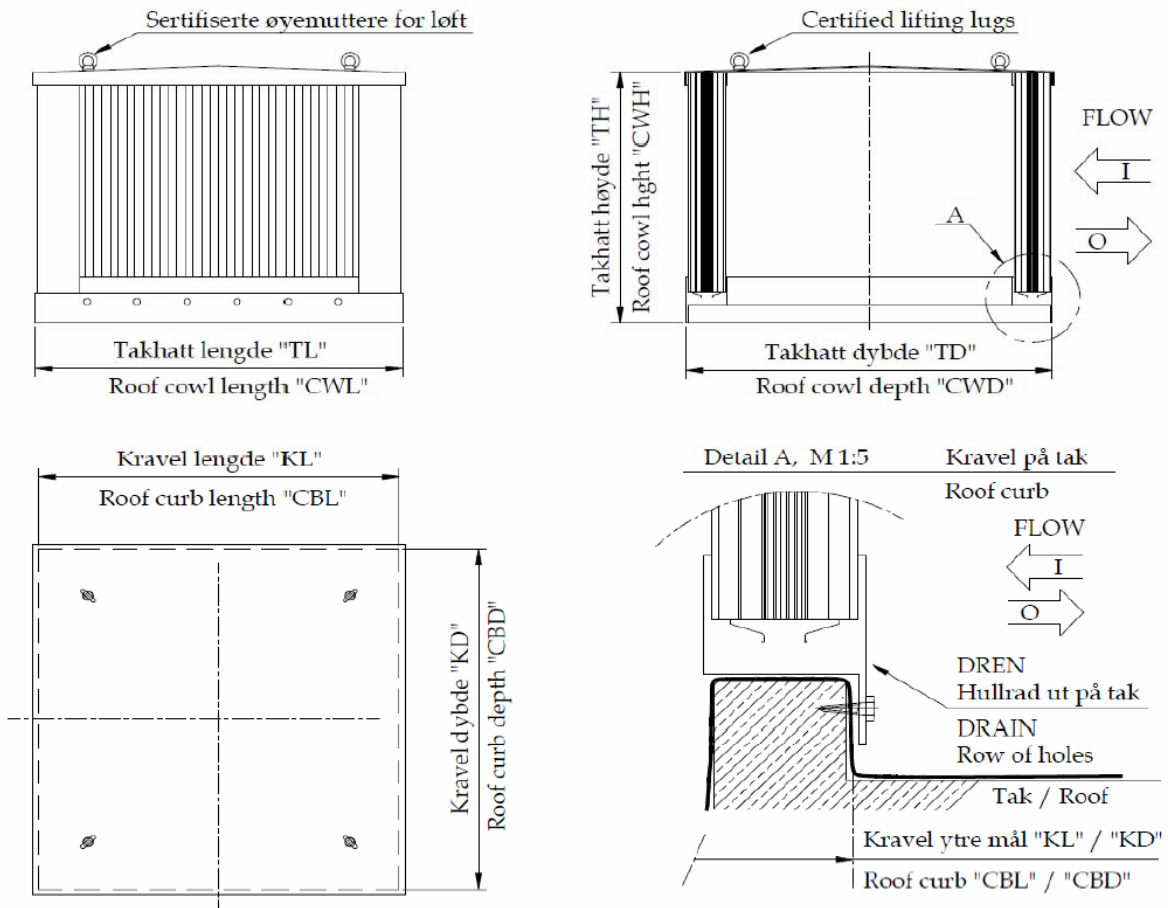 Sertifiserte øyemuttere for løft
Takhatt lengde "TL"
Roof cowl length "CWL"
Certified lifting lugs
Takhatt høyde "TH"
Roof cowl hght "CWH"
FLOW
I
O
A
Takhatt dybde "TD"
Roof cowl depth "CWD"
Kravel lengde "KL"
Roof curb length "CBL"
Kravel dybde "KD"
Roof curb depth "CBD"
Detail A, M 1:5
Kravel på tak
Roof curb
FLOW
I
O
DREN
Hullrad ut på tak
DRAIN
Row of holes
Tak / Roof
Kravel ytre mål "KL" / "KD"
Roof curb "CBL" / "CBD"